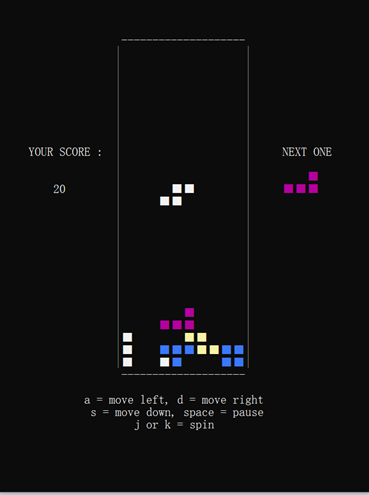 YOUR SCORE :
NEXT ONE
20
a = move left, d = move right
s = move down, space = pause
j or k = spin